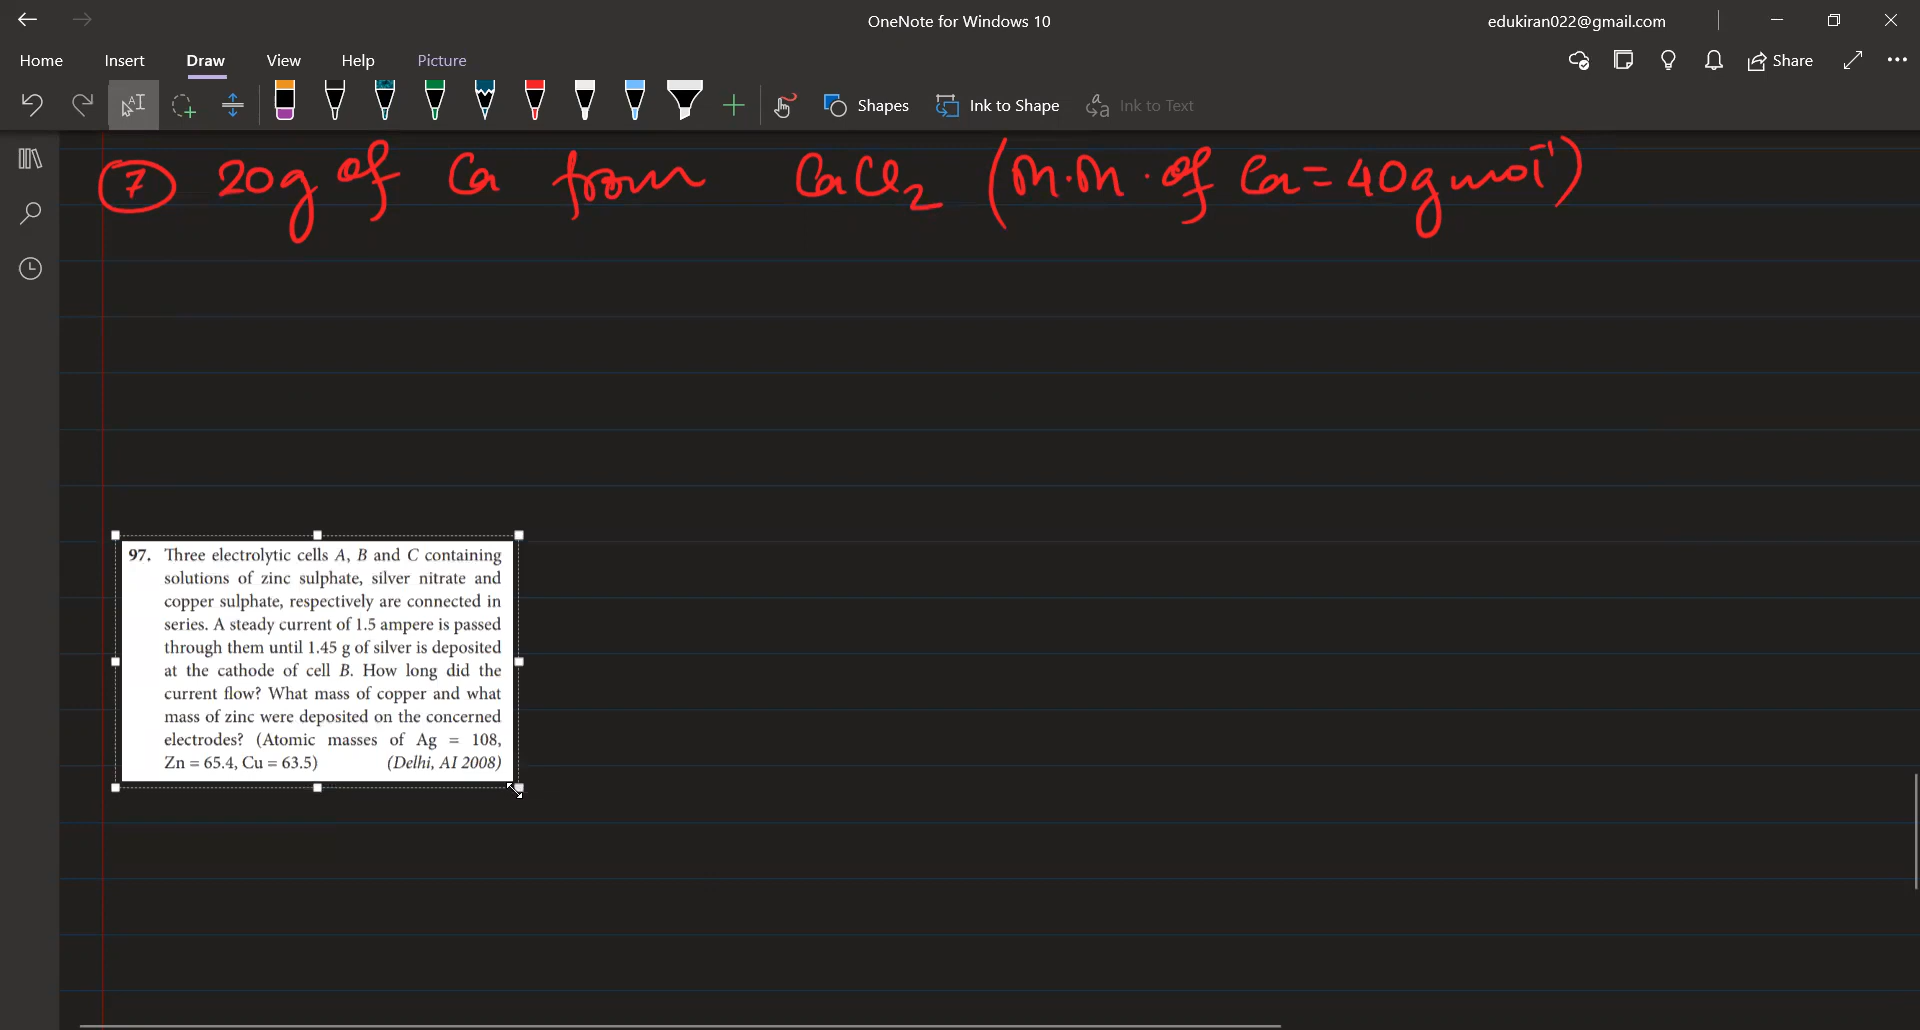 OneNote for Windows 10
edukiran022@gmail.com
Home Insert Draw View Help Picture
Share
Shapes Ink to Shape Ink to Text
7 20g of Ca from CaCl₂ (M.M. of Ca = 40 g mol⁻¹)
97. Three electrolytic cells A, B and C containing
solutions of zinc sulphate, silver nitrate and
copper sulphate, respectively are connected in
series. A steady current of 1.5 ampere is passed
through them until 1.45 g of silver is deposited
at the cathode of cell B. How long did the
current flow? What mass of copper and what
mass of zinc were deposited on the concerned
electrodes? (Atomic masses of Ag = 108,
Zn = 65.4, Cu = 63.5) (Delhi, AI 2008)